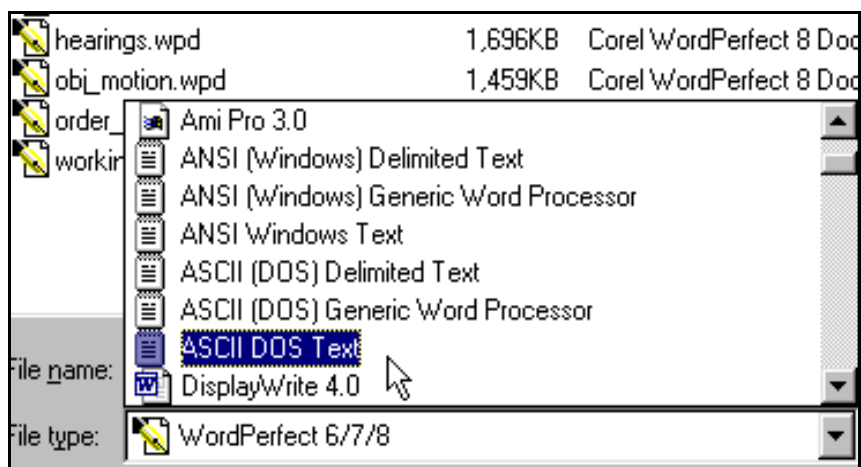 hearings.wpd 1,696KB Corel WordPerfect 8 Doc
obj_motion.wpd 1,459KB Corel WordPerfect 8 Doc
order_ Ami Pro 3.0
workin ANSI (Windows) Delimited Text
ANSI (Windows) Generic Word Processor
ANSI Windows Text
ASCII (DOS) Delimited Text
ASCII (DOS) Generic Word Processor
ASCII DOS Text
File name: DisplayWrite 4.0
File type: WordPerfect 6/7/8